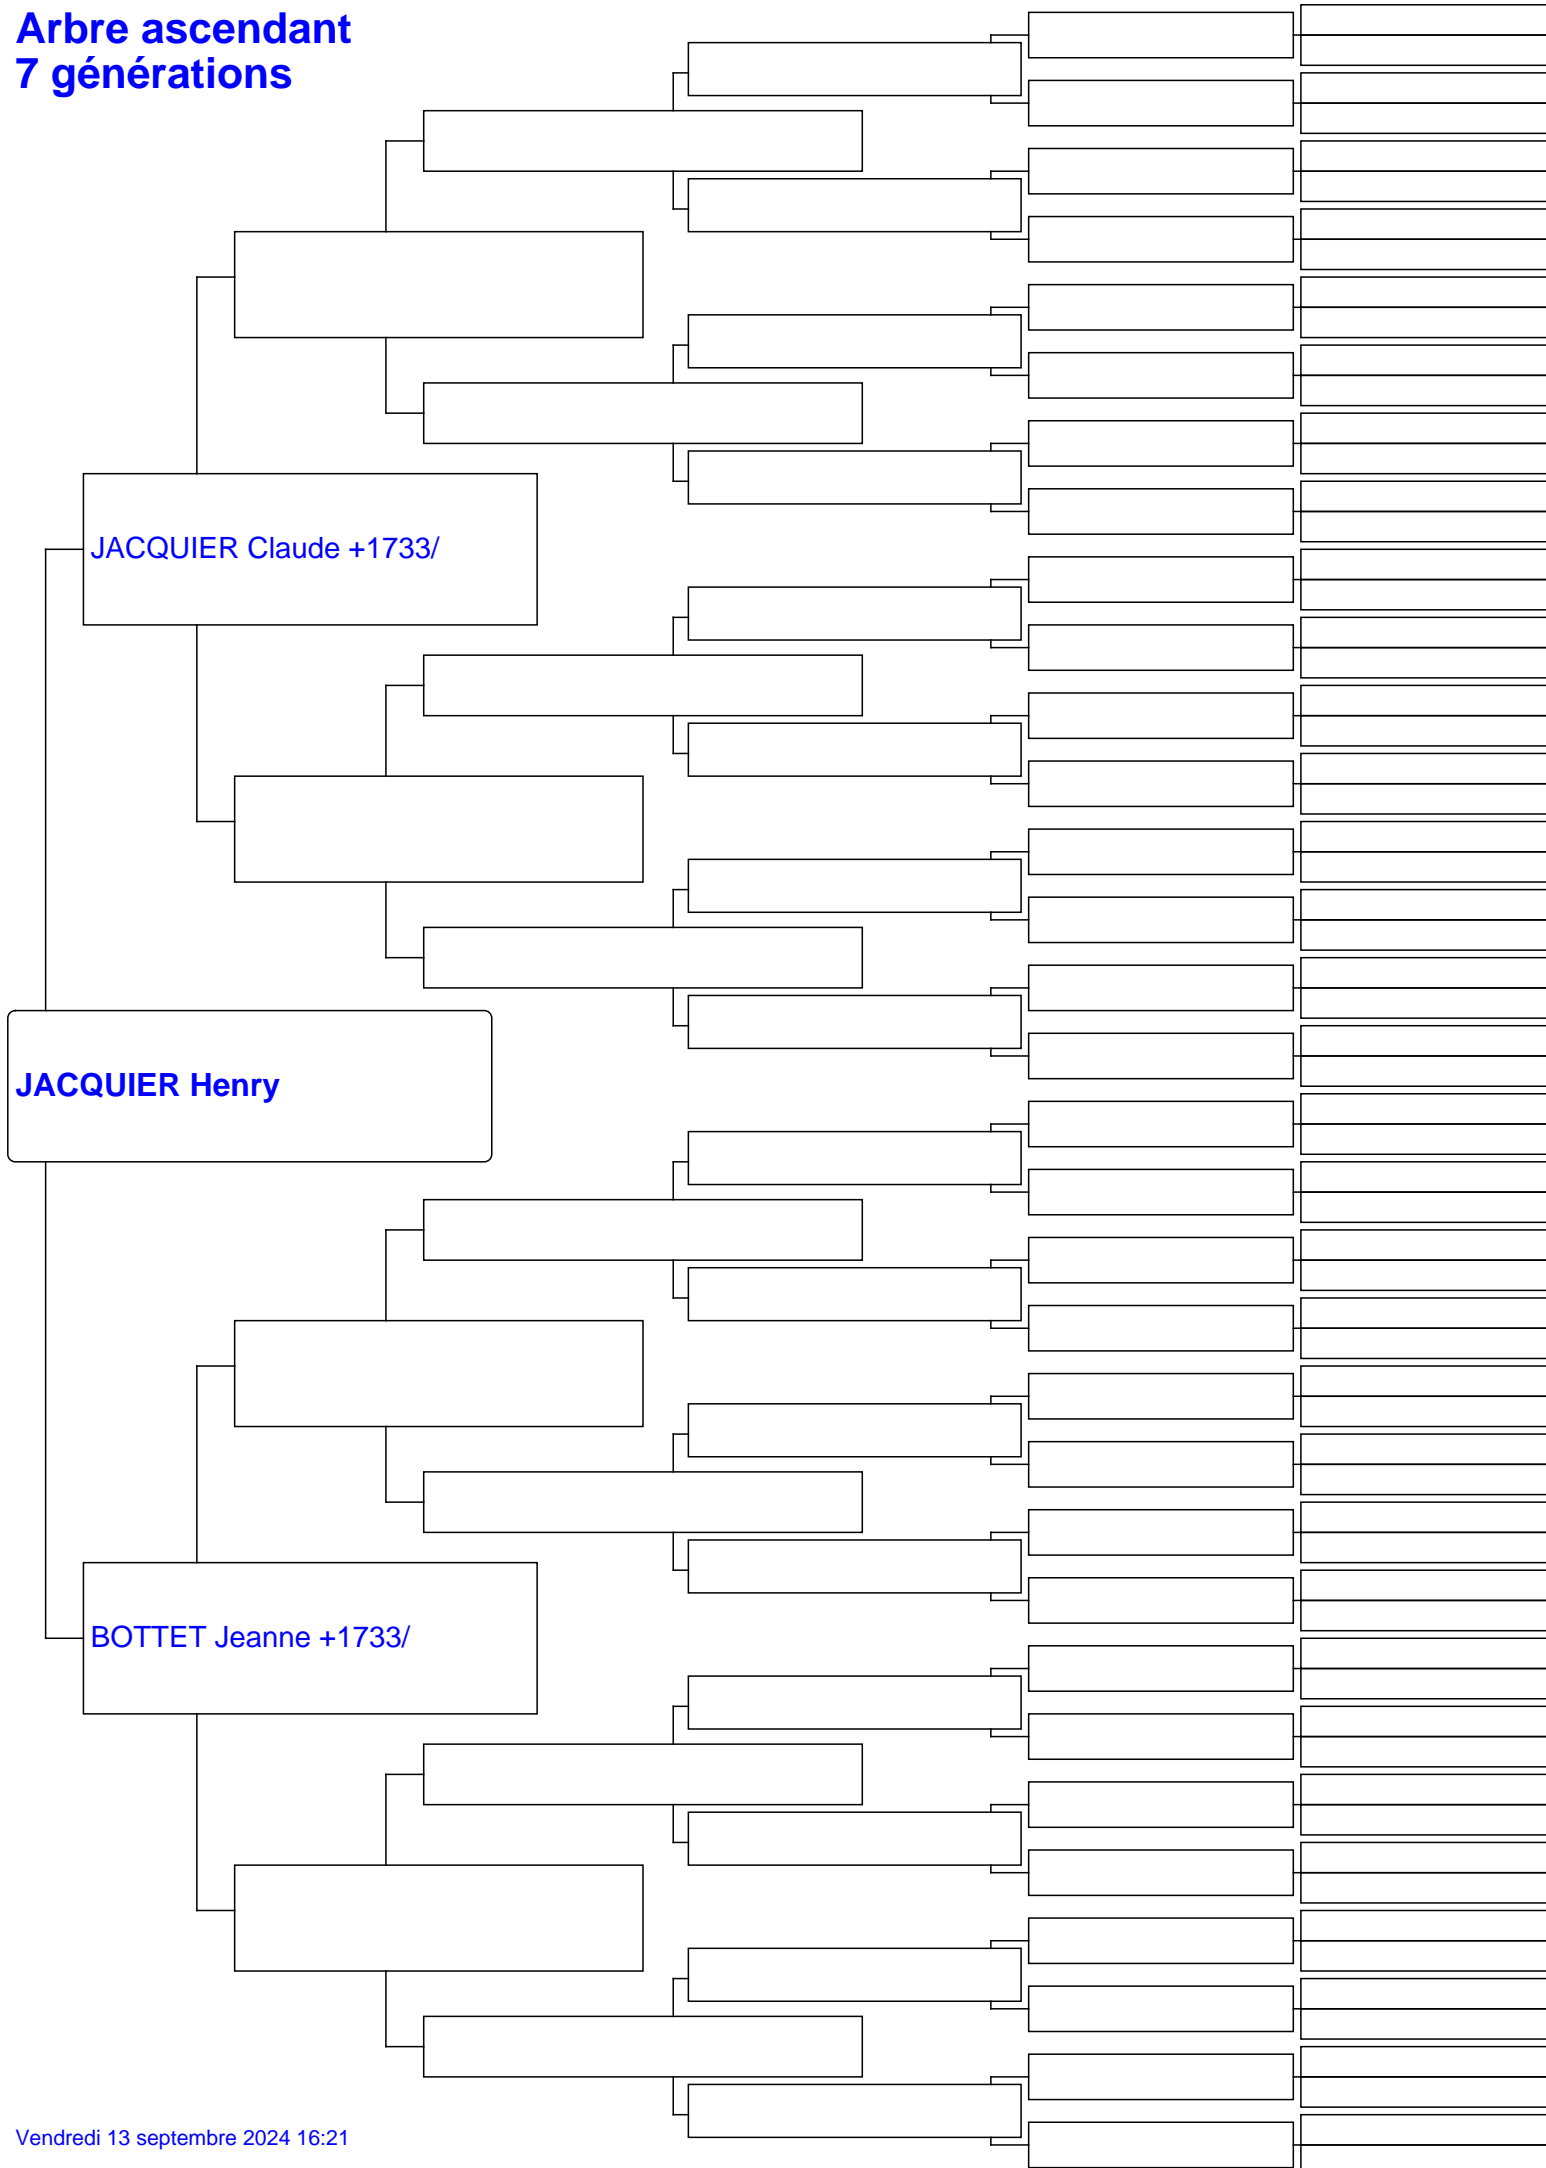 Arbre ascendant
7 générations
JACQUIER Claude +1733/
JACQUIER Henry
BOTTET Jeanne +1733/
Vendredi 13 septembre 2024 16:21